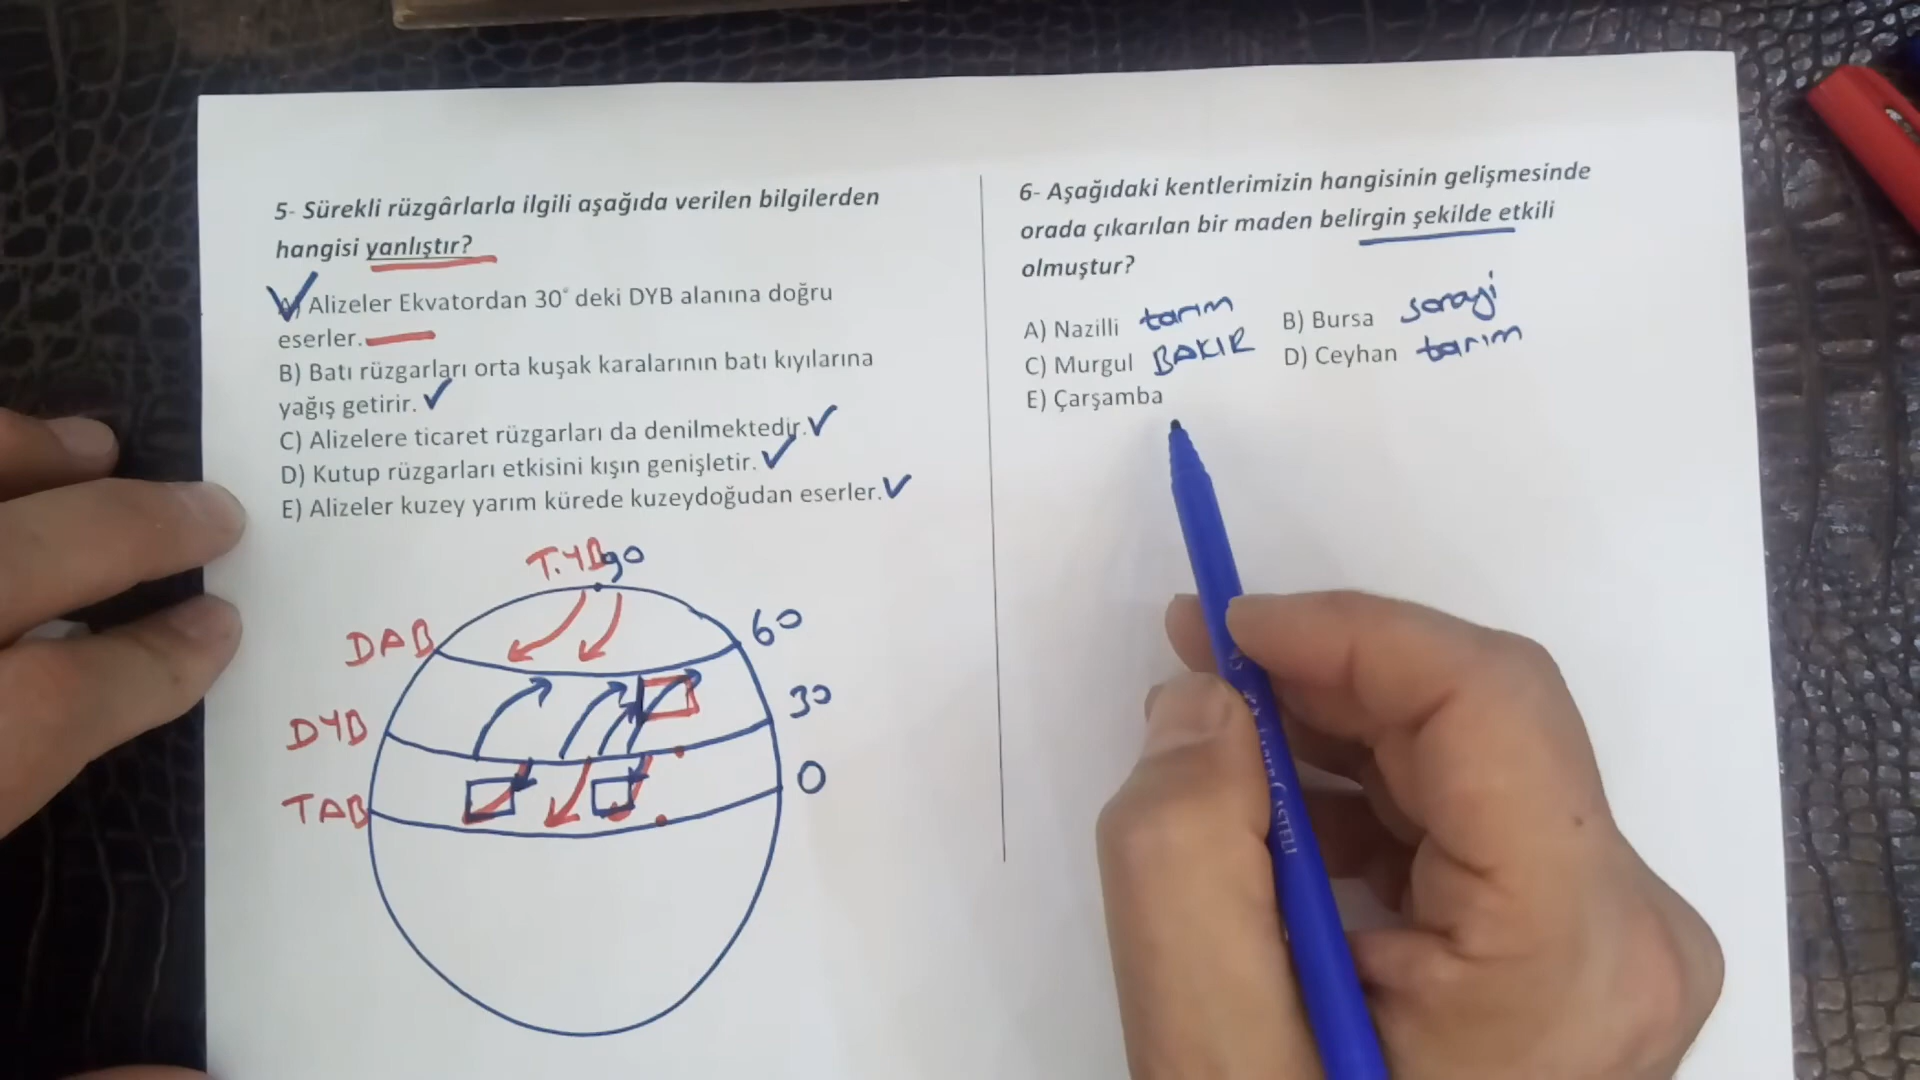 5- Sürekli rüzgârlarla ilgili aşağıda verilen bilgilerden
hangisi yanlıştır?
A) Alizeler Ekvatordan 30° deki DYB alanına doğru
eserler.
B) Batı rüzgarları orta kuşak karalarının batı kıyılarına
yağış getirir.
C) Alizelere ticaret rüzgarları da denilmektedir.
D) Kutup rüzgarları etkisini kışın genişletir.
E) Alizeler kuzey yarım kürede kuzeydoğudan eserler.
T.YB 90
DAB 60
DYB 30
TAB 0
6- Aşağıdaki kentlerimizin hangisinin gelişmesinde
orada çıkarılan bir maden belirgin şekilde etkili
olmuştur?
A) Nazilli tarım B) Bursa sanayi
C) Murgul BAKIR D) Ceyhan tarım
E) Çarşamba